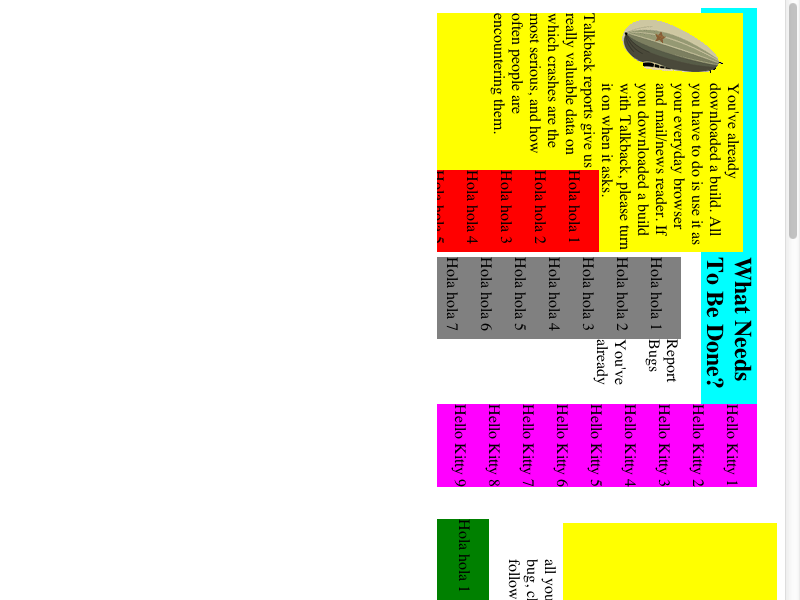 You've already
downloaded a build. All
you have to do is use it as
your everyday browser
and mail/news reader. If
you downloaded a build
with Talkback, please turn
it on when it asks.
Talkback reports give us
really valuable data on
which crashes are the
most serious, and how
often people are
encountering them.
Hola hola 1
Hola hola 2
Hola hola 3
Hola hola 4
Hola hola 5
What Needs
To Be Done?
Hola hola 1
Hola hola 2
Hola hola 3
Hola hola 4
Hola hola 5
Hola hola 6
Hola hola 7
Report
Bugs
You've
already
Hello Kitty 1
Hello Kitty 2
Hello Kitty 3
Hello Kitty 4
Hello Kitty 5
Hello Kitty 6
Hello Kitty 7
Hello Kitty 8
Hello Kitty 9
all you
bug, cl
follow
Hola hola 1